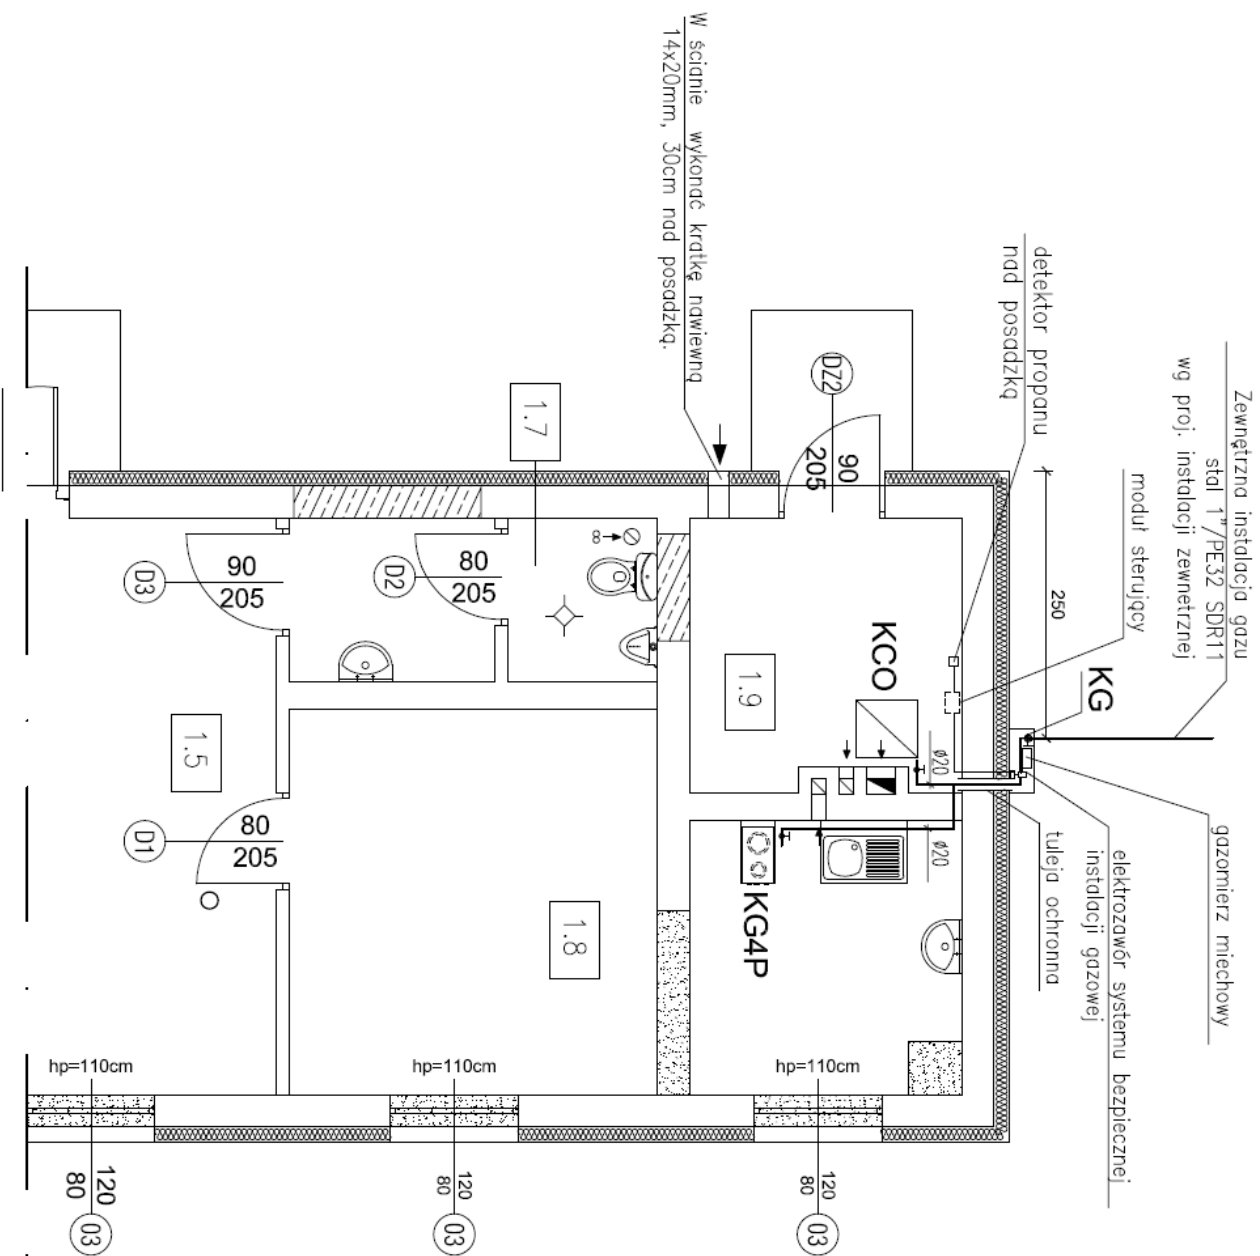 W ścianie wykonać kratkę nawiewną
14x20mm, 30cm nad posadzką.
detektor propanu
nad posadzką
Zewnętrzna instalacja gazu
stal 1"/PE32 SDR11
wg proj. instalacji zewnetrznej
moduł sterujący
250
KG
gazomierz miechowy
elektrozawór systemu bezpiecznej
instalacji gazowej
tuleja ochronna
DZ2
90
205
1.7
D3
90
205
D2
80
205
KCO
1.9
ø20
ø20
1.5
D1
80
205
KG4P
1.8
hp=110cm
hp=110cm
hp=110cm
120
80
03
120
80
03
120
80
03